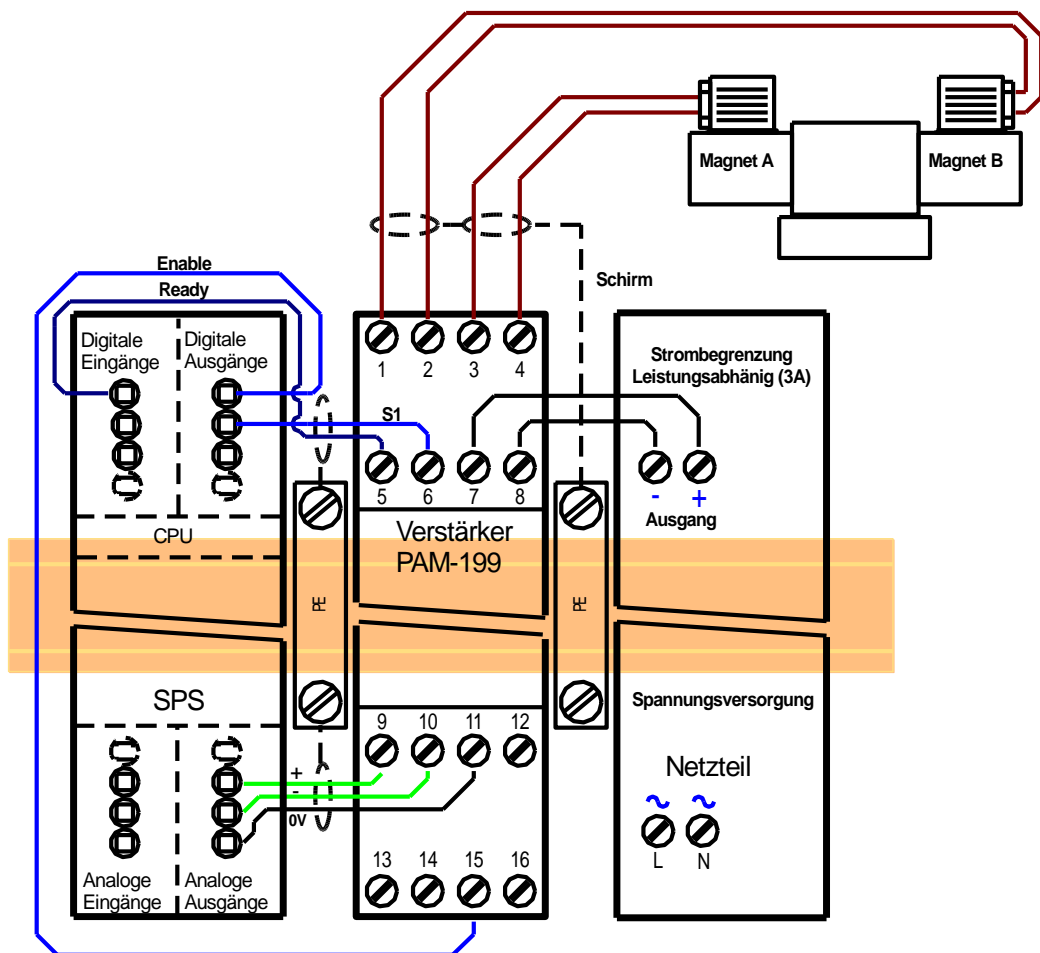 Magnet A
Magnet B
Enable
Ready
Schirm
Digitale
Eingänge
Digitale
Ausgänge
1
2
3
4
Strombegrenzung
Leistungsabhänig (3A)
S1
5
6
7
8
-
+
Ausgang
CPU
Verstärker
PAM-199
PE
PE
SPS
Spannungsversorgung
9
10
11
12
+
-
0V
Netzteil
~
~
L
N
13
14
15
16
Analoge
Eingänge
Analoge
Ausgänge